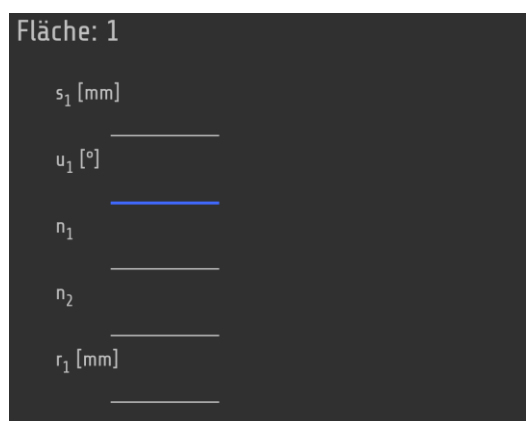 Fläche: 1
s₁ [mm]
u₁ [°]
n₁
n₂
r₁ [mm]